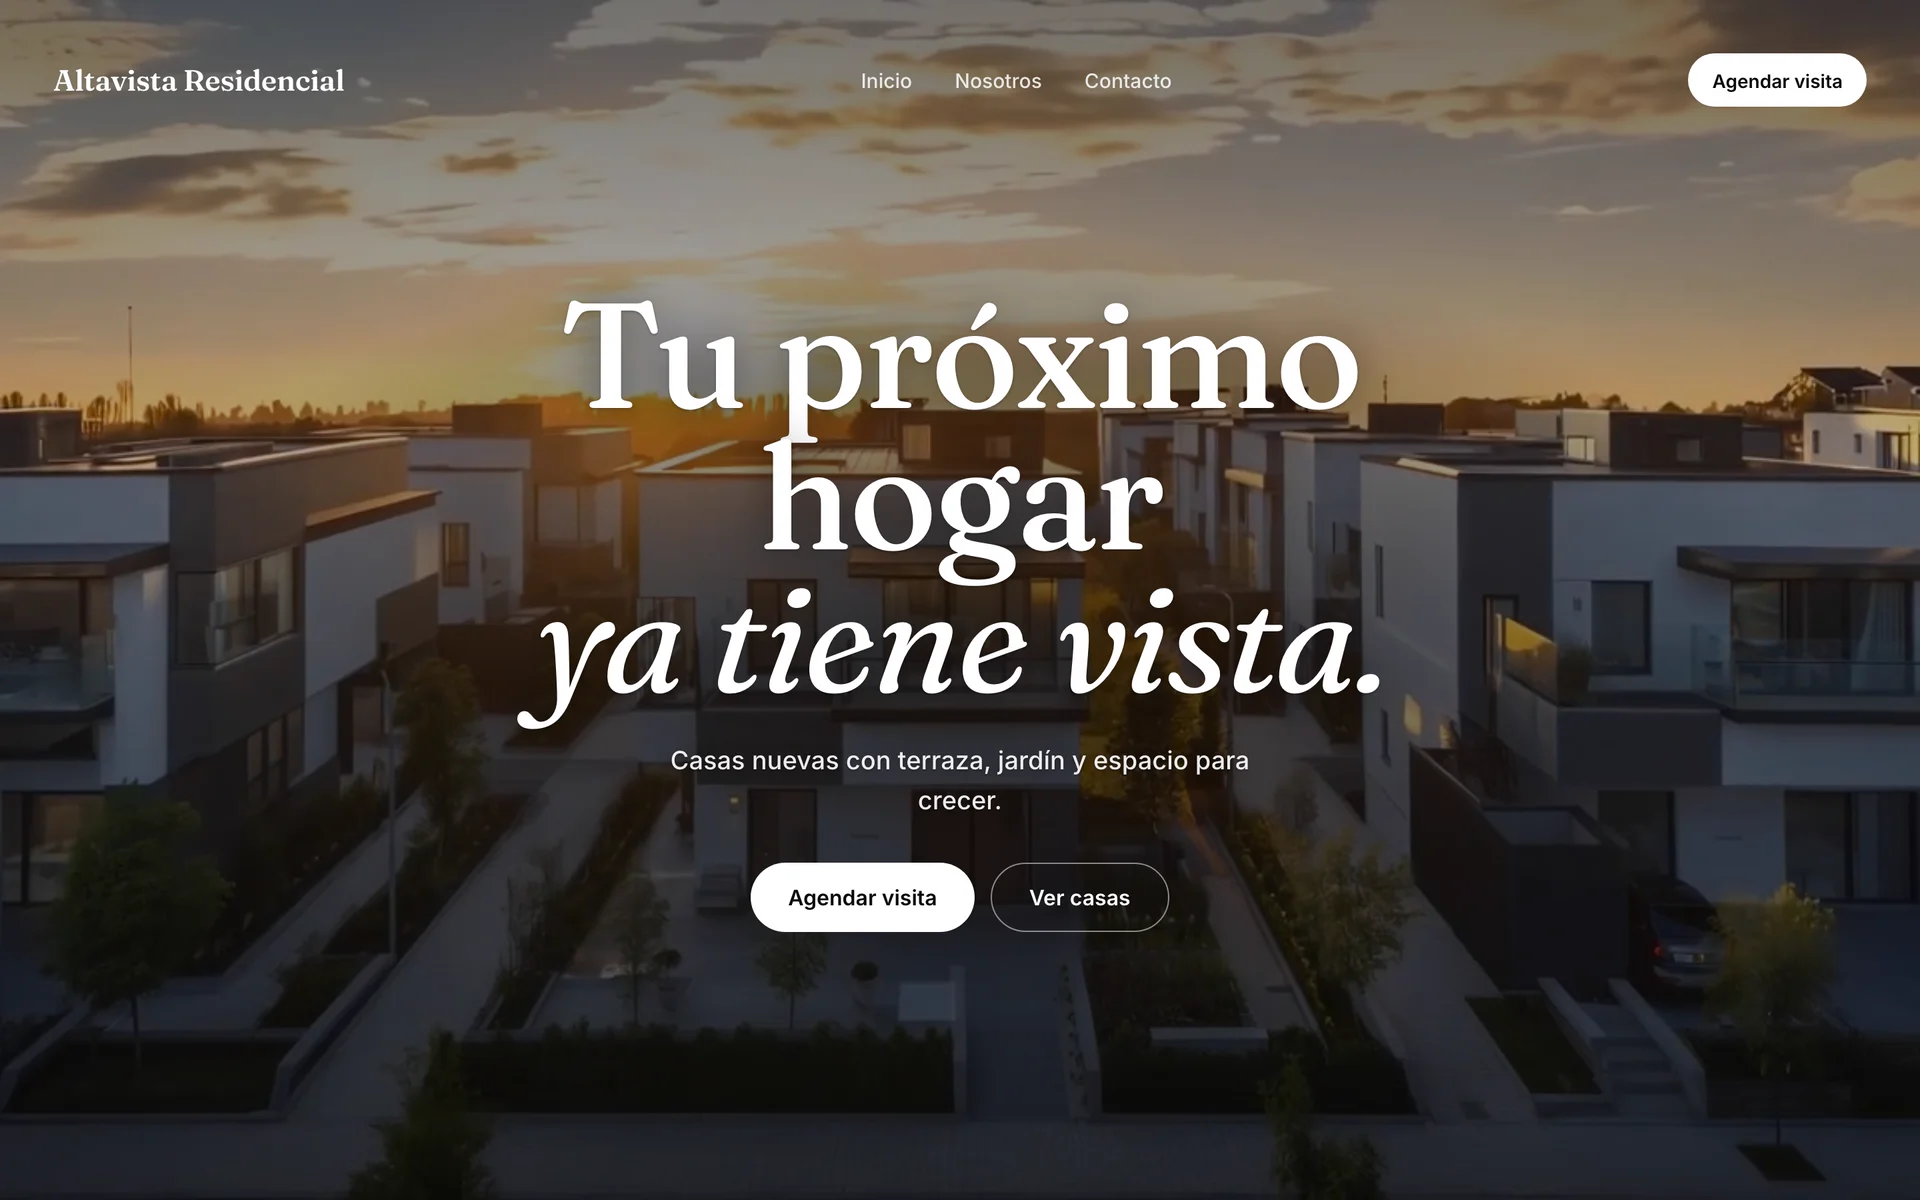 Altavista Residencial
Inicio Nosotros Contacto
Agendar visita
Tu próximo
hogar
ya tiene vista.
Casas nuevas con terraza, jardín y espacio para
crecer.
Agendar visita Ver casas